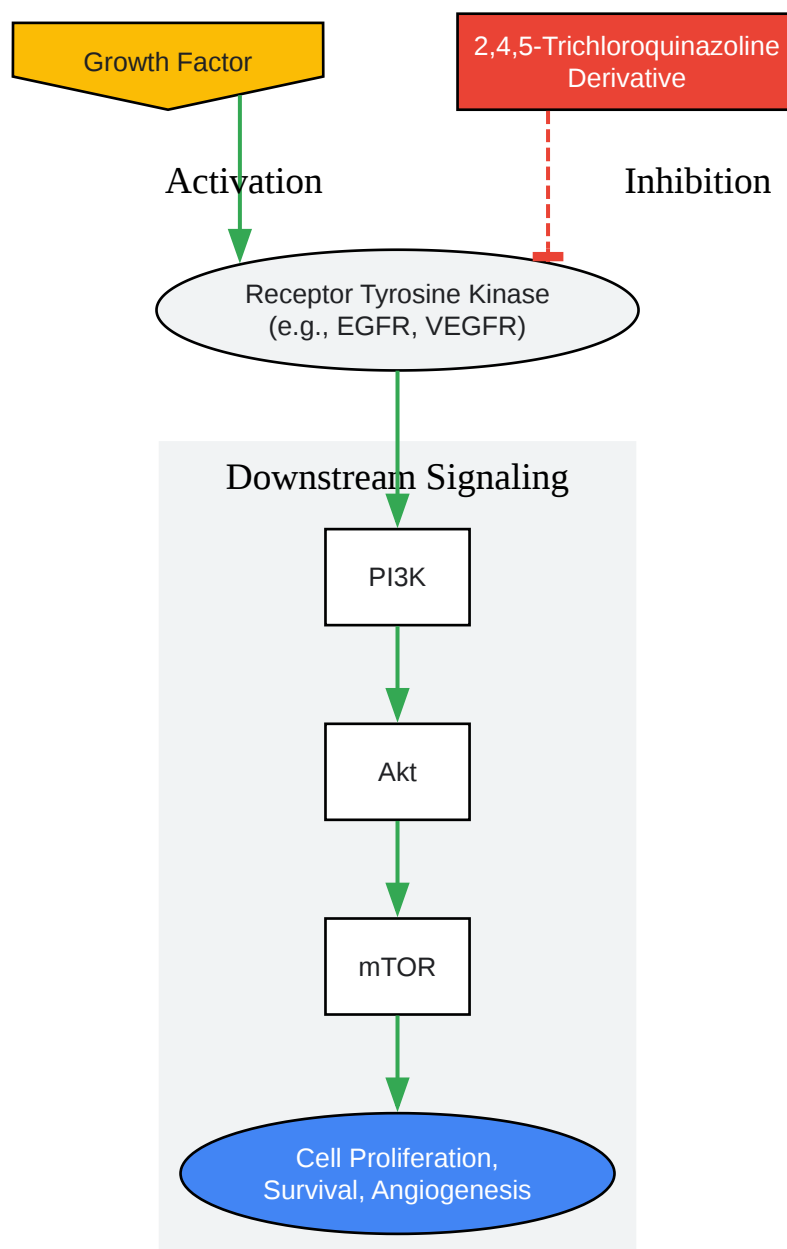 Growth Factor
2,4,5-Trichloroquinazoline
Derivative
Activation
Inhibition
Receptor Tyrosine Kinase
(e.g., EGFR, VEGFR)
Downstream Signaling
PI3K
Akt
mTOR
Cell Proliferation,
Survival, Angiogenesis